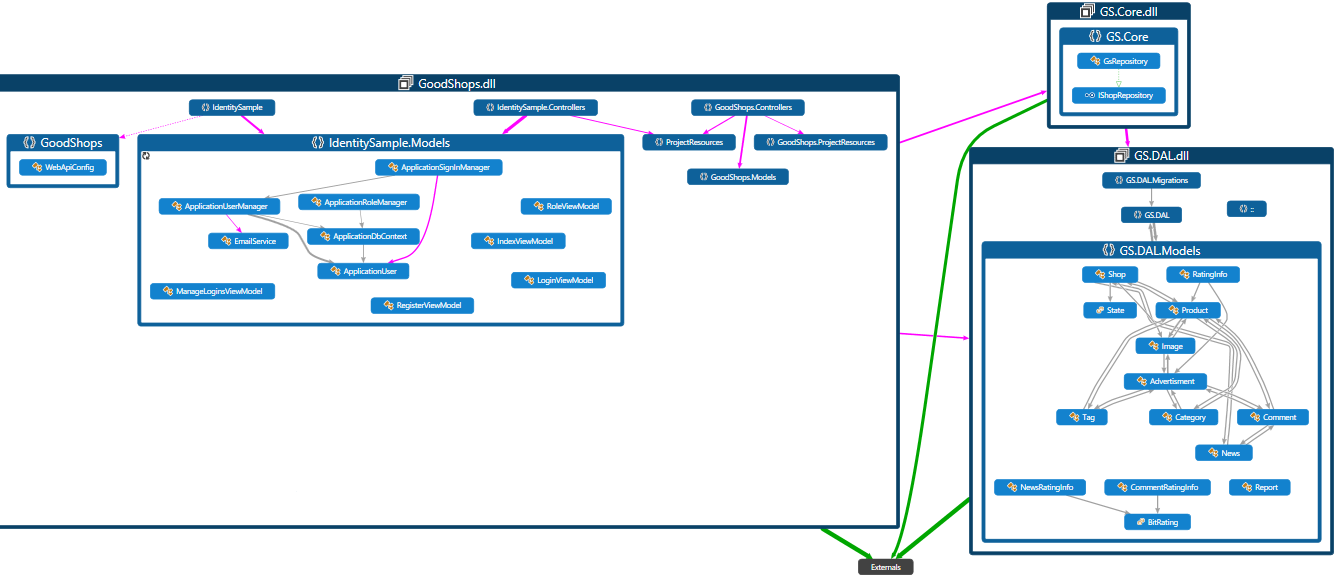 GoodShops.dll
IdentitySample
IdentitySample.Controllers
GoodShops.Controllers
GoodShops
WebApiConfig
ProjectResources
GoodShops.ProjectResources
GoodShops.Models
IdentitySample.Models
ApplicationSignInManager
ApplicationUserManager
ApplicationRoleManager
RoleViewModel
EmailService
ApplicationDbContext
IndexViewModel
ApplicationUser
LoginViewModel
ManageLoginsViewModel
RegisterViewModel
GS.Core.dll
GS.Core
GsRepository
IShopRepository
GS.DAL.dll
GS.DAL.Migrations
GS.DAL
::
GS.DAL.Models
Shop
RatingInfo
State
Product
Image
Advertisment
Tag
Category
Comment
News
NewsRatingInfo
CommentRatingInfo
Report
BitRating
Externals